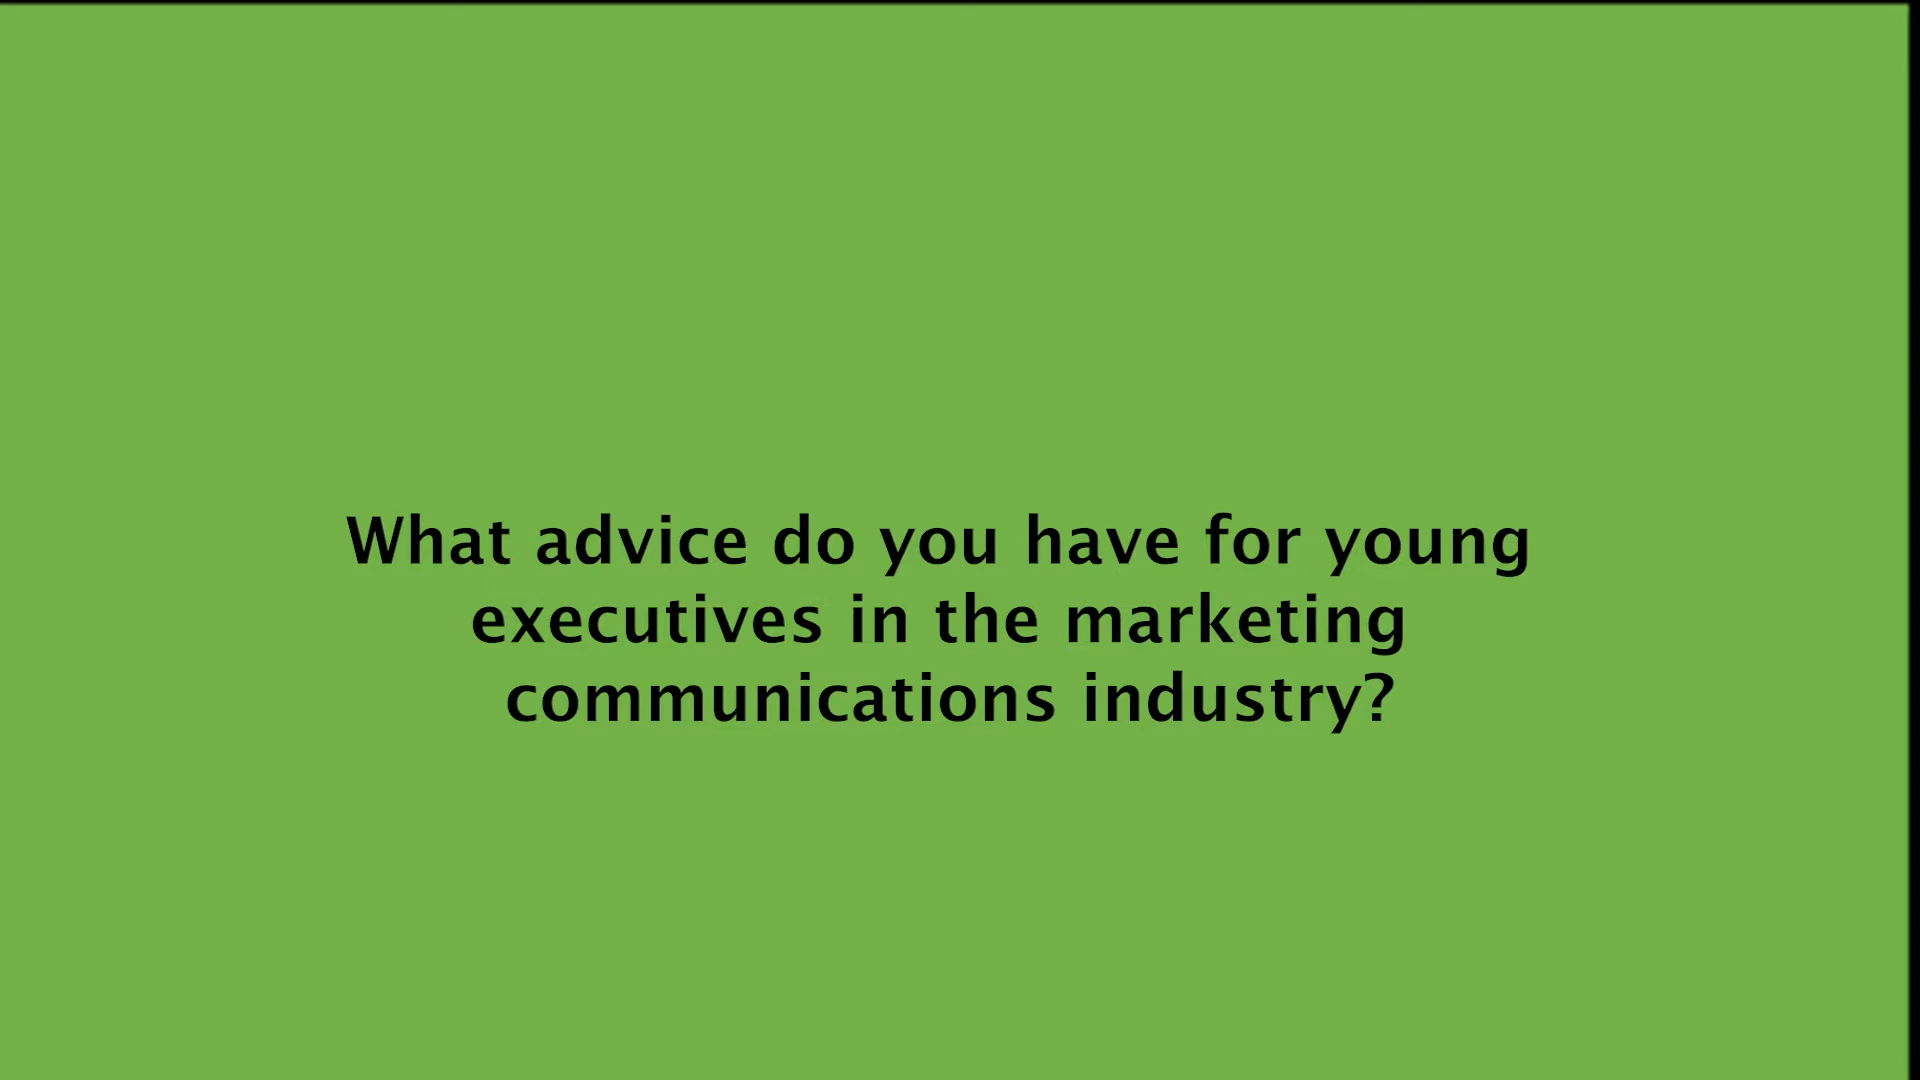 What advice do you have for young
executives in the marketing
communications industry?